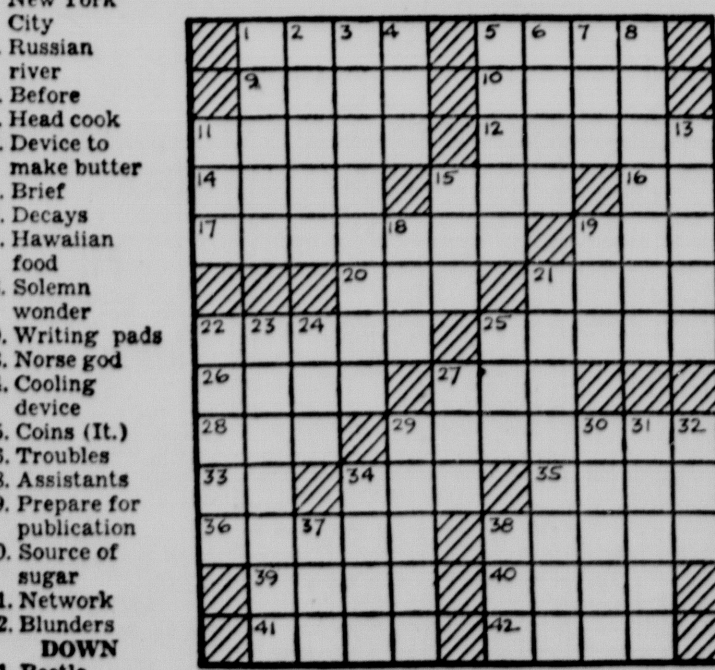 New York
City
Russian
river
Before
Head cook
Device to
make butter
Brief
Decays
Hawaiian
food
Solemn
wonder
Writing pads
Norse god
Cooling
device
Coins (It.)
Troubles
Assistants
Prepare for
publication
Source of
sugar
Network
Blunders
DOWN
1 2 3 4 5 6 7 8
9 10
11 12 13
14 15 16
17 18 19
20 21
22 23 24 25
26 27
28 29 30 31 32
33 34 35
36 37 38
39 40
41 42